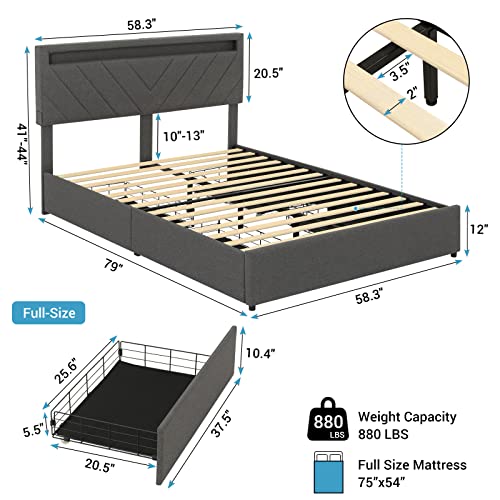 58.3"
20.5"
3.5"
2"
41"-44"
10"-13"
12"
79"
58.3"
Full-Size
10.4"
25.6"
37.5"
5.5"
20.5"
880
LBS
Weight Capacity
880 LBS
Full Size Mattress
75"x54"